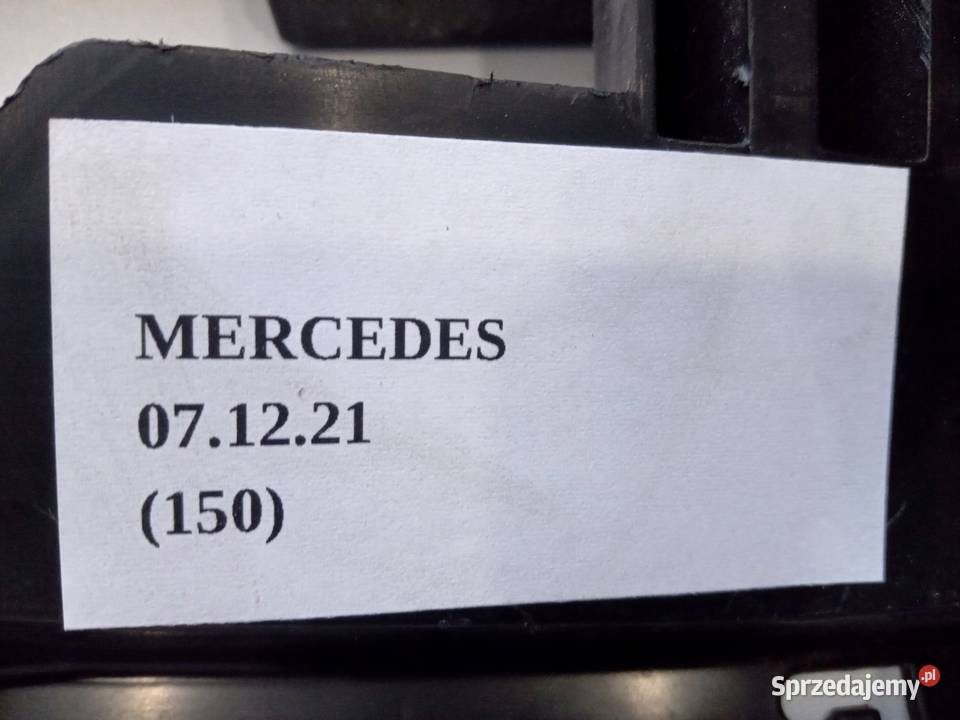 MERCEDES
07.12.21
(150)
Sprzedajemy.pl